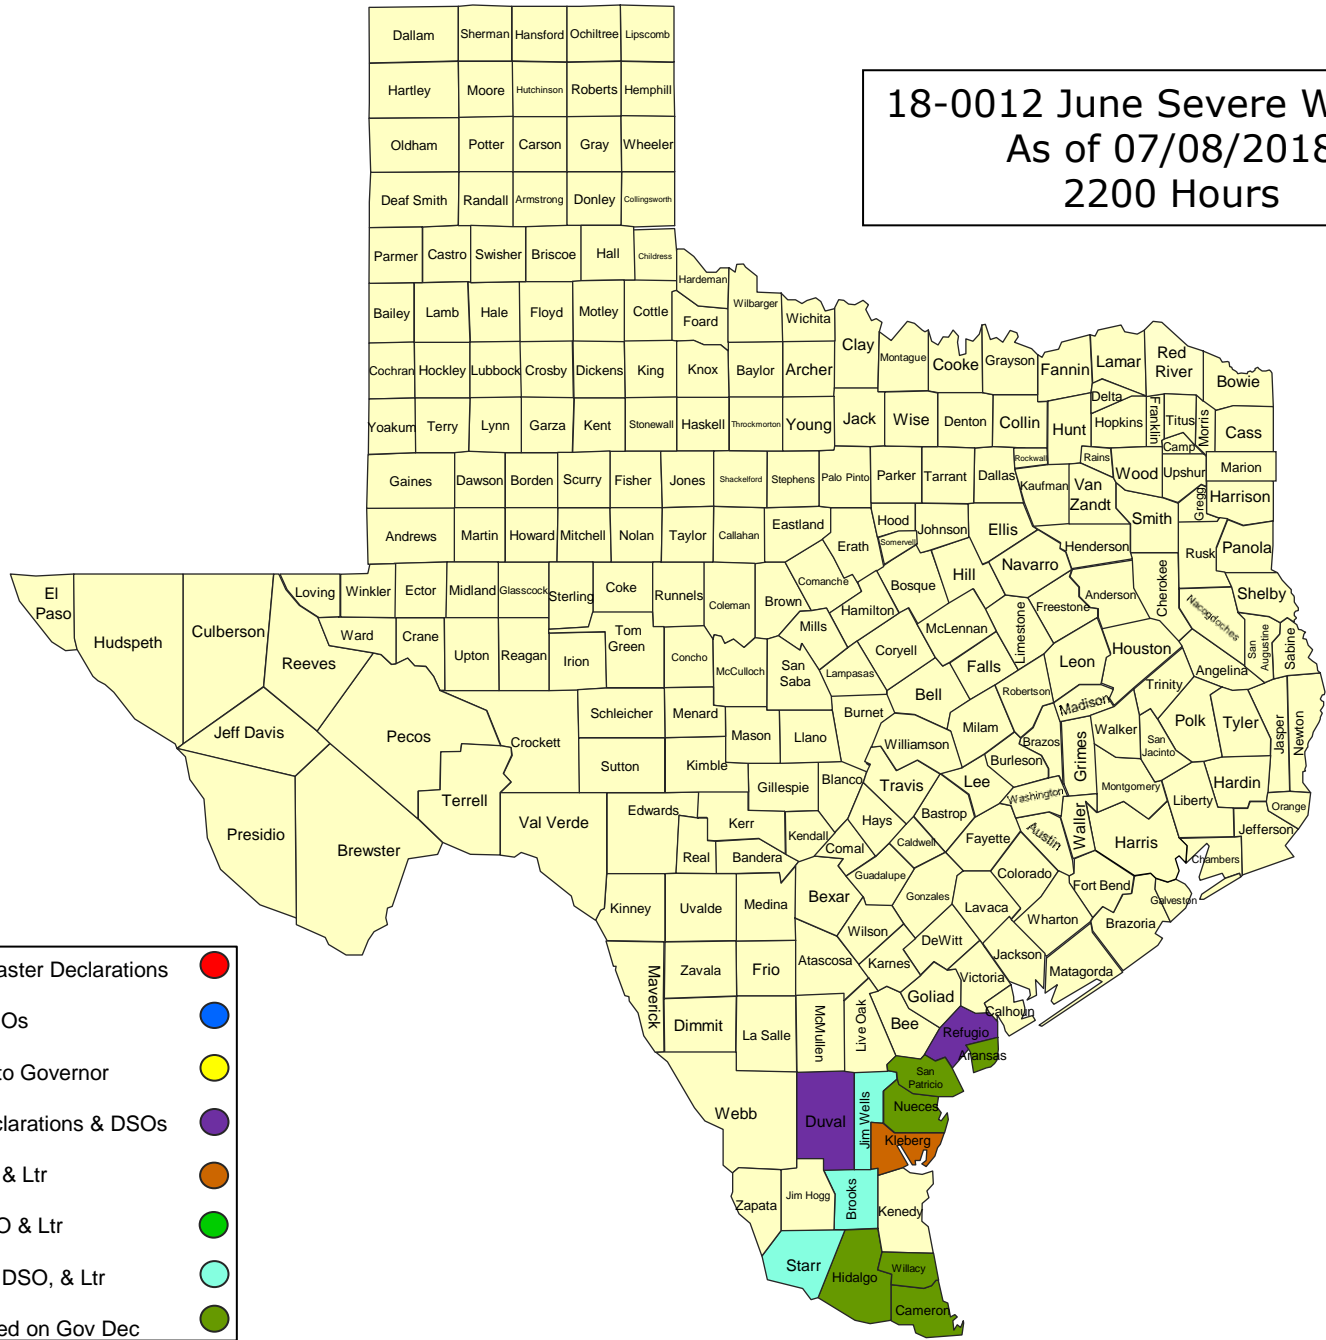 18-0012 June Severe W
As of 07/08/2018
2200 Hours
Dallam Sherman Hansford Ochiltree Lipscomb
Hartley Moore Hutchinson Roberts Hemphill
Oldham Potter Carson Gray Wheeler
Deaf Smith Randall Armstrong Donley Collingsworth
Parmer Castro Swisher Briscoe Hall Childress
Hardeman
Bailey Lamb Hale Floyd Motley Cottle Foard Wilbarger Wichita
Clay Montague Cooke Grayson Fannin Lamar Red
River Bowie
Cochran Hockley Lubbock Crosby Dickens King Knox Baylor Archer
Delta
Yoakum Terry Lynn Garza Kent Stonewall Haskell Throckmorton Young Jack Wise Denton Collin Hunt Hopkins Franklin Titus Morris Cass
Camp
Rockwall Rains
Gaines Dawson Borden Scurry Fisher Jones Shackelford Stephens Palo Pinto Parker Tarrant Dallas Kaufman Van
Zandt Wood Upshur Gregg Marion
Harrison
Andrews Martin Howard Mitchell Nolan Taylor Callahan Eastland Erath Hood Somervell Johnson Ellis Henderson Smith Rusk Panola
El
Paso Hudspeth Culberson Reeves Loving Winkler Ector Midland Glasscock Sterling Coke Runnels Coleman Brown Comanche Hamilton Bosque Hill Navarro Freestone Anderson Cherokee Nacogdoches Shelby
Ward Crane Upton Reagan Irion Tom
Green Concho McCulloch San
Saba Mills Lampasas Coryell McLennan Limestone Falls Leon Houston Angelina San
Augustine Sabine
Jeff Davis Pecos Crockett Schleicher Menard Mason Llano Burnet Bell Milam Robertson Madison Trinity
Brazos Grimes Walker San
Jacinto Polk Tyler Jasper Newton
Presidio Brewster Terrell Val Verde Sutton Kimble Gillespie Blanco Williamson Travis Lee Burleson Washington Montgomery Liberty Hardin Orange
Edwards Kerr Kendall Hays Bastrop Fayette Austin Waller Harris Jefferson
Real Bandera Comal Caldwell Chambers
Kinney Uvalde Medina Bexar Guadalupe Gonzales Lavaca Colorado Fort Bend Galveston
Wharton Brazoria
Maverick Zavala Frio Atascosa Wilson Karnes DeWitt Jackson Matagorda
Victoria
Dimmit La Salle McMullen Live Oak Bee Goliad Calhoun
Refugio
Aransas
San
Patricio
Webb Duval Jim Wells Nueces
Kleberg
Zapata Jim Hogg Brooks Kenedy
Starr Hidalgo Willacy
Cameron
aster Declarations
Os
to Governor
clarations & DSOs
& Ltr
O & Ltr
DSO, & Ltr
ed on Gov Dec